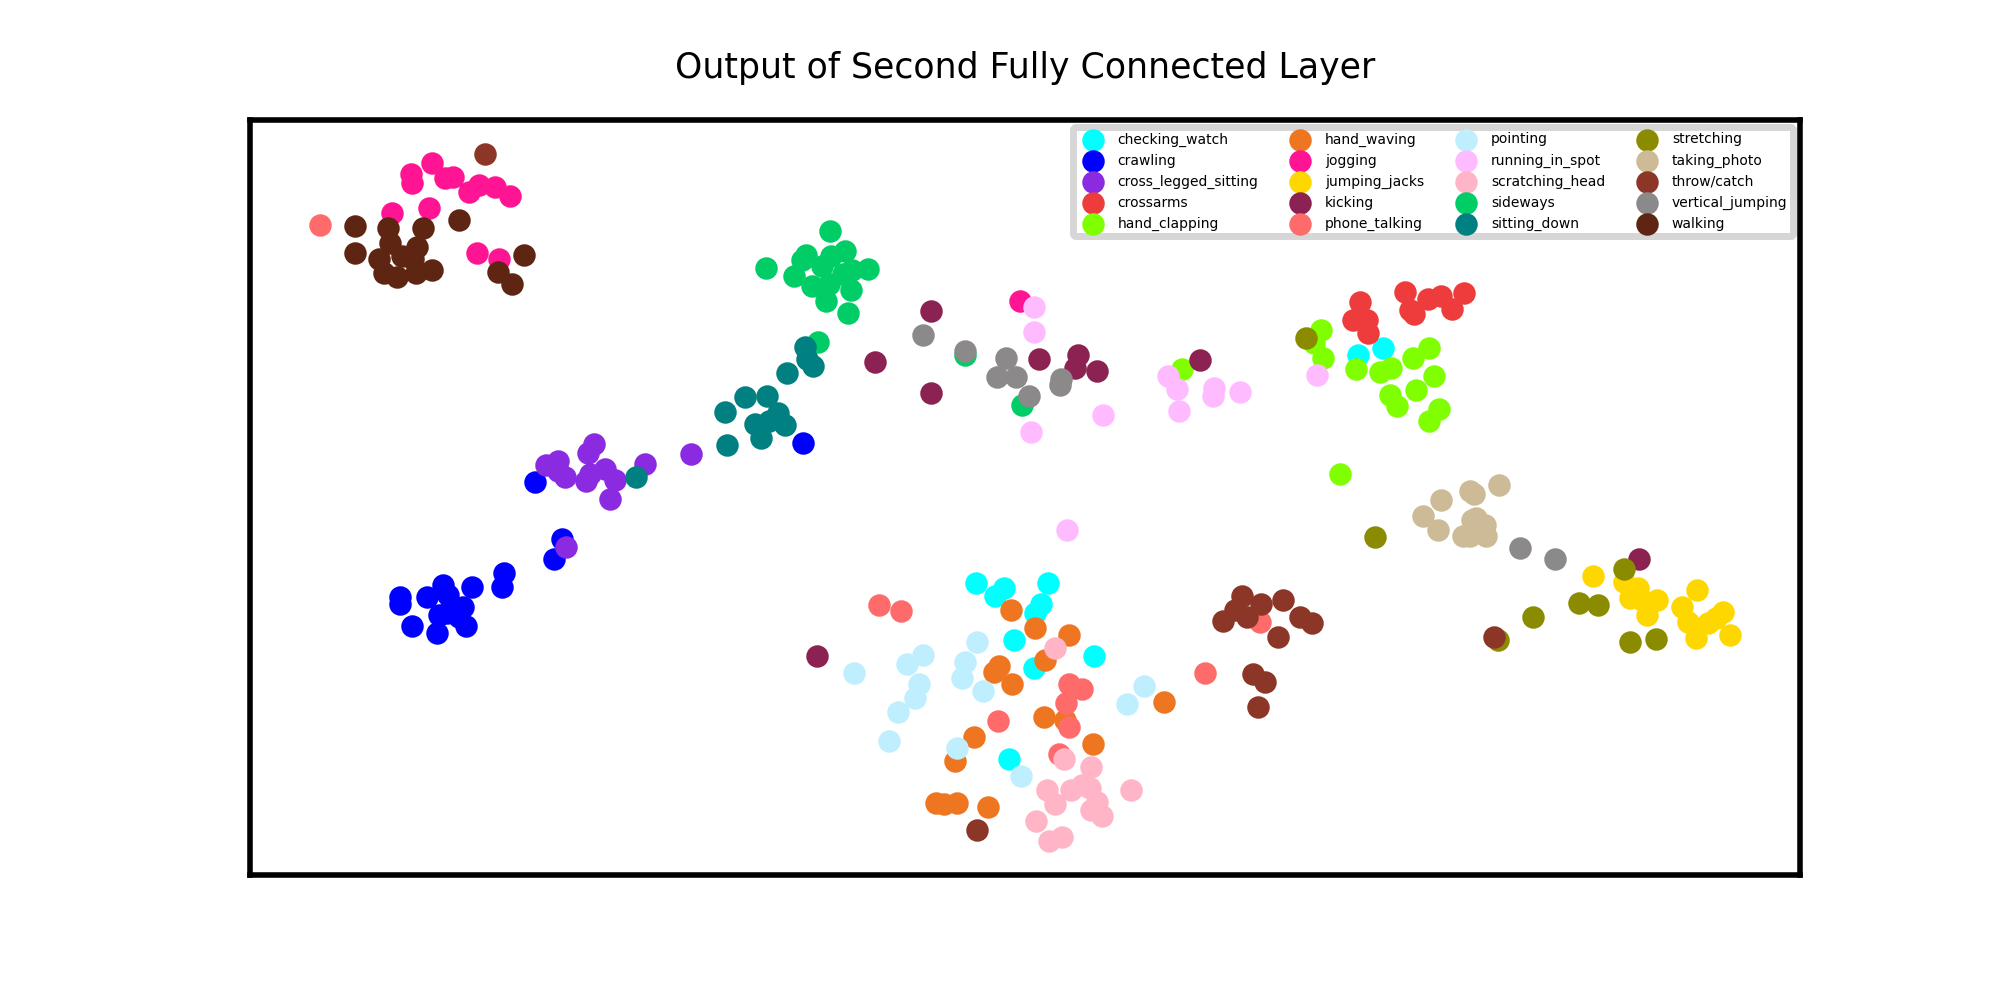 Output of Second Fully Connected Layer
checking_watch
crawling
cross_legged_sitting
crossarms
hand_clapping
hand_waving
jogging
jumping_jacks
kicking
phone_talking
pointing
running_in_spot
scratching_head
sideways
sitting_down
stretching
taking_photo
throw/catch
vertical_jumping
walking